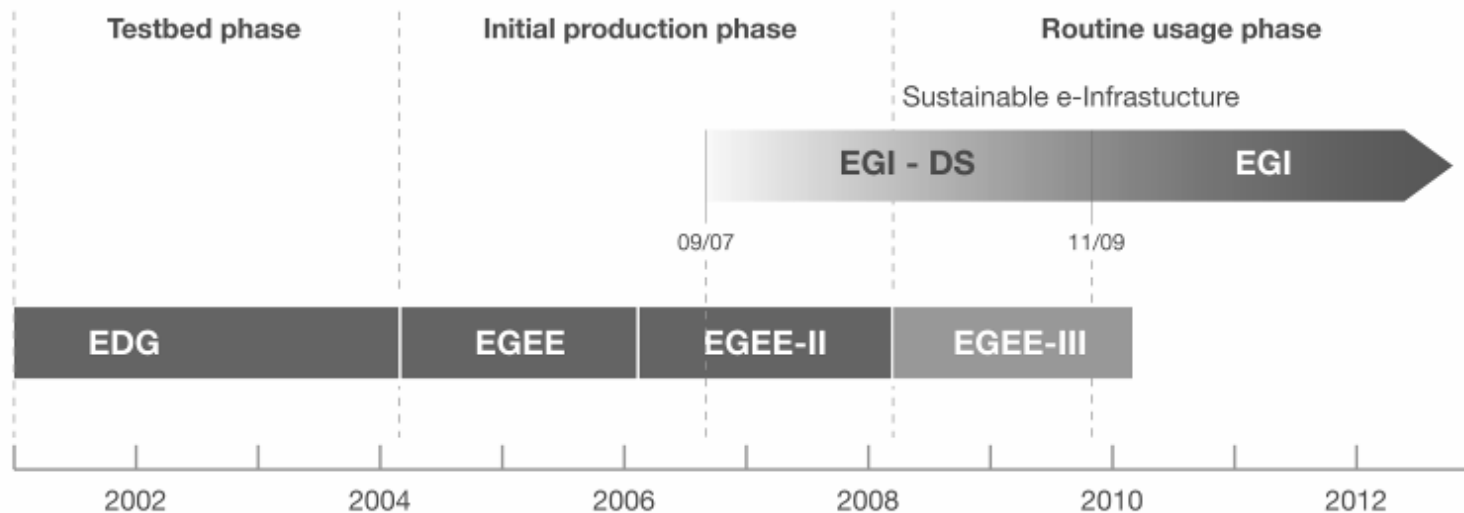 Testbed phase
Initial production phase
Routine usage phase
Sustainable e-Infrastucture
EGI - DS
EGI
09/07
11/09
EDG
EGEE
EGEE-II
EGEE-III
2002
2004
2006
2008
2010
2012